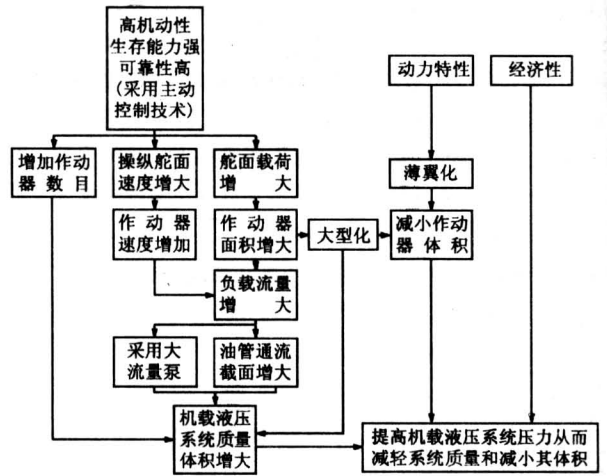 高机动性
生存能力强
可靠性高
(采用主动
控制技术)
动力特性
经济性
增加作动
器数目
操纵舵面
速度增大
舵面载荷
增大
薄翼化
作动器
速度增加
作动器
面积增大
大型化
减小作动
器体积
负载流量
增大
采用大
流量泵
油管通流
截面增大
机载液压
系统质量
体积增大
提高机载液压系统压力从而
减轻系统质量和减小其体积